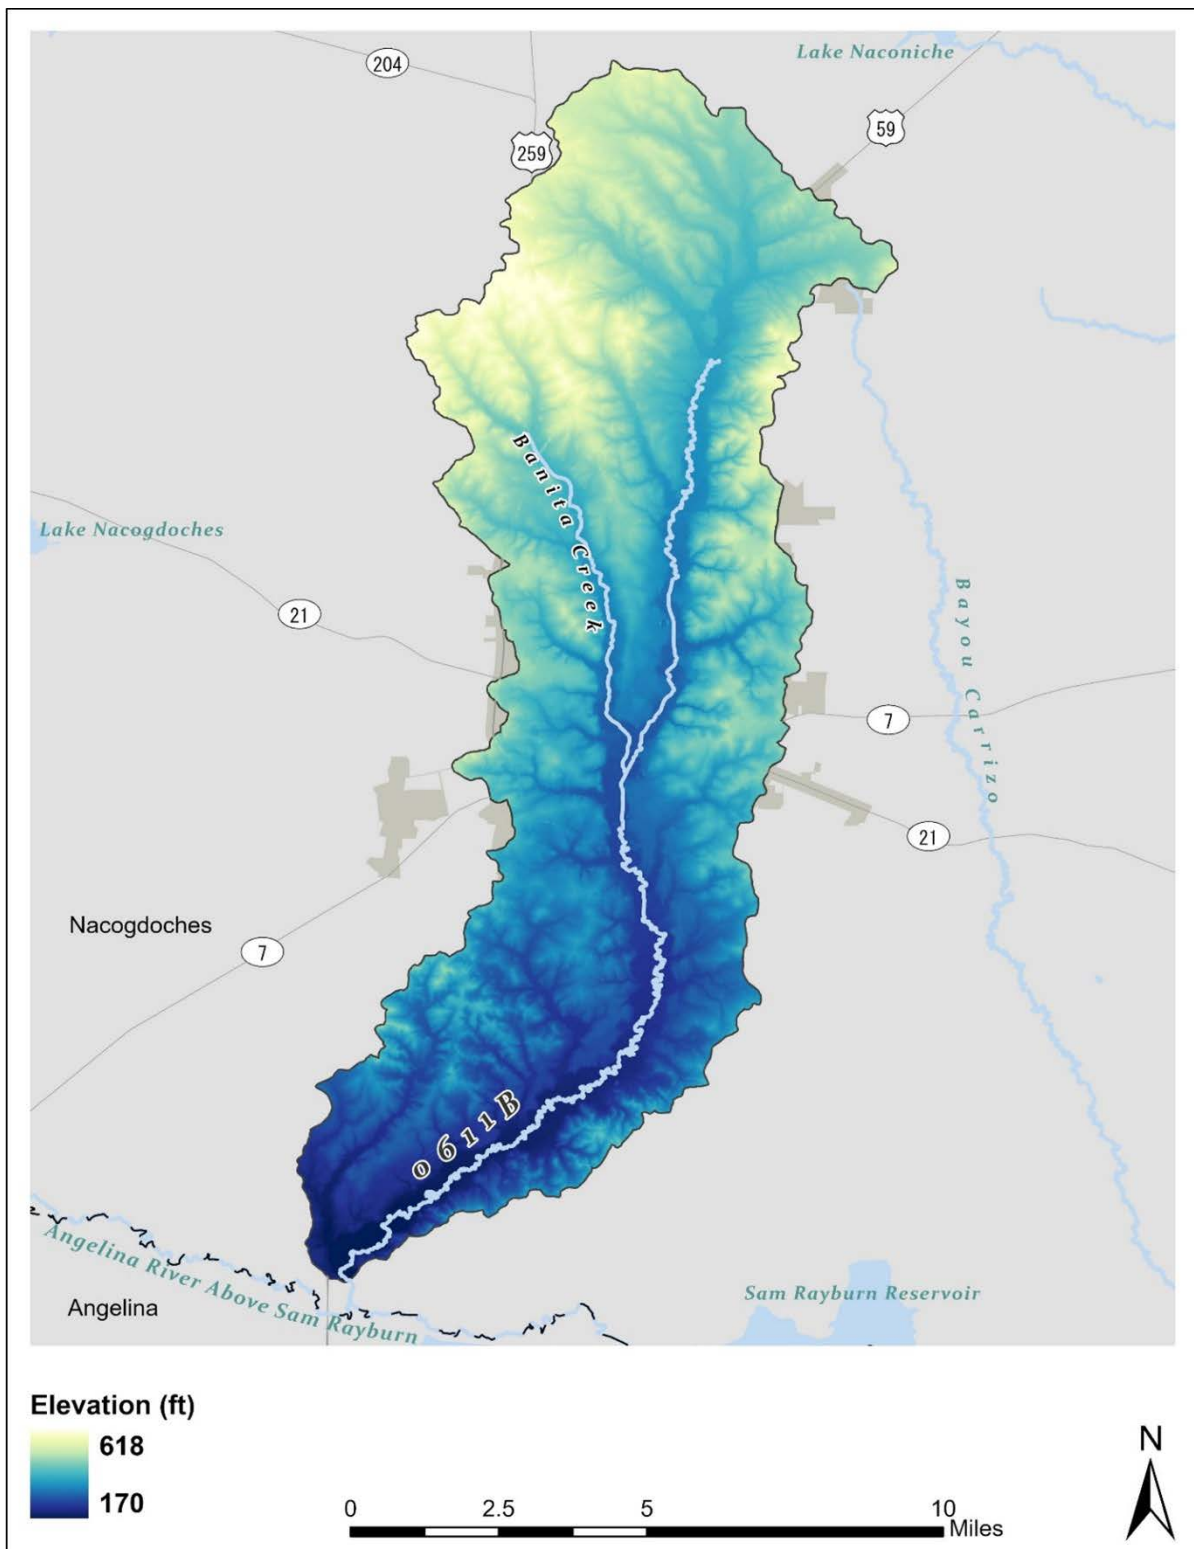 Lake Naconiche
204
59
259
Banita Creek
Lake Nacogdoches
21
Bayou Carrizo
7
21
Nacogdoches
7
0611B
Angelina River Above Sam Rayburn
Sam Rayburn Reservoir
Angelina
Elevation (ft)
618
170
0 2.5 5 10
Miles
N